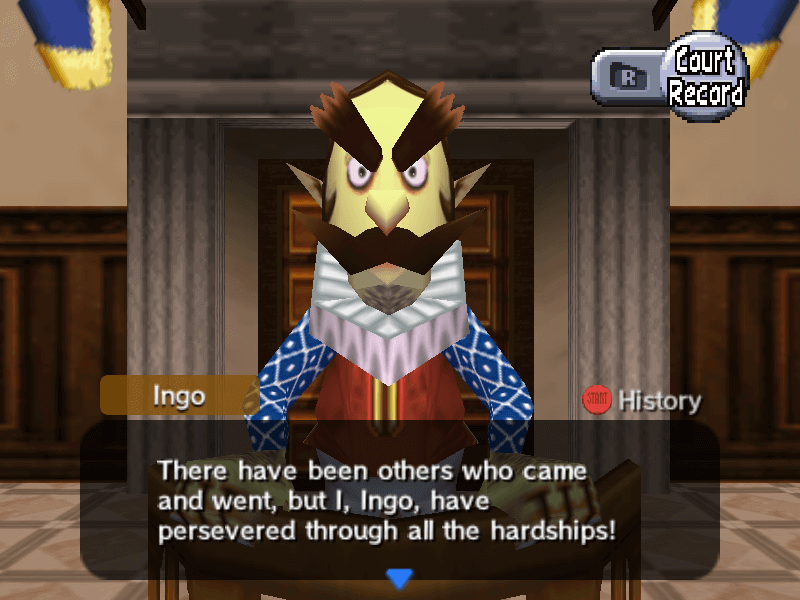 R
Court
Record
Ingo
START
History
There have been others who came
and went, but I, Ingo, have
persevered through all the hardships!